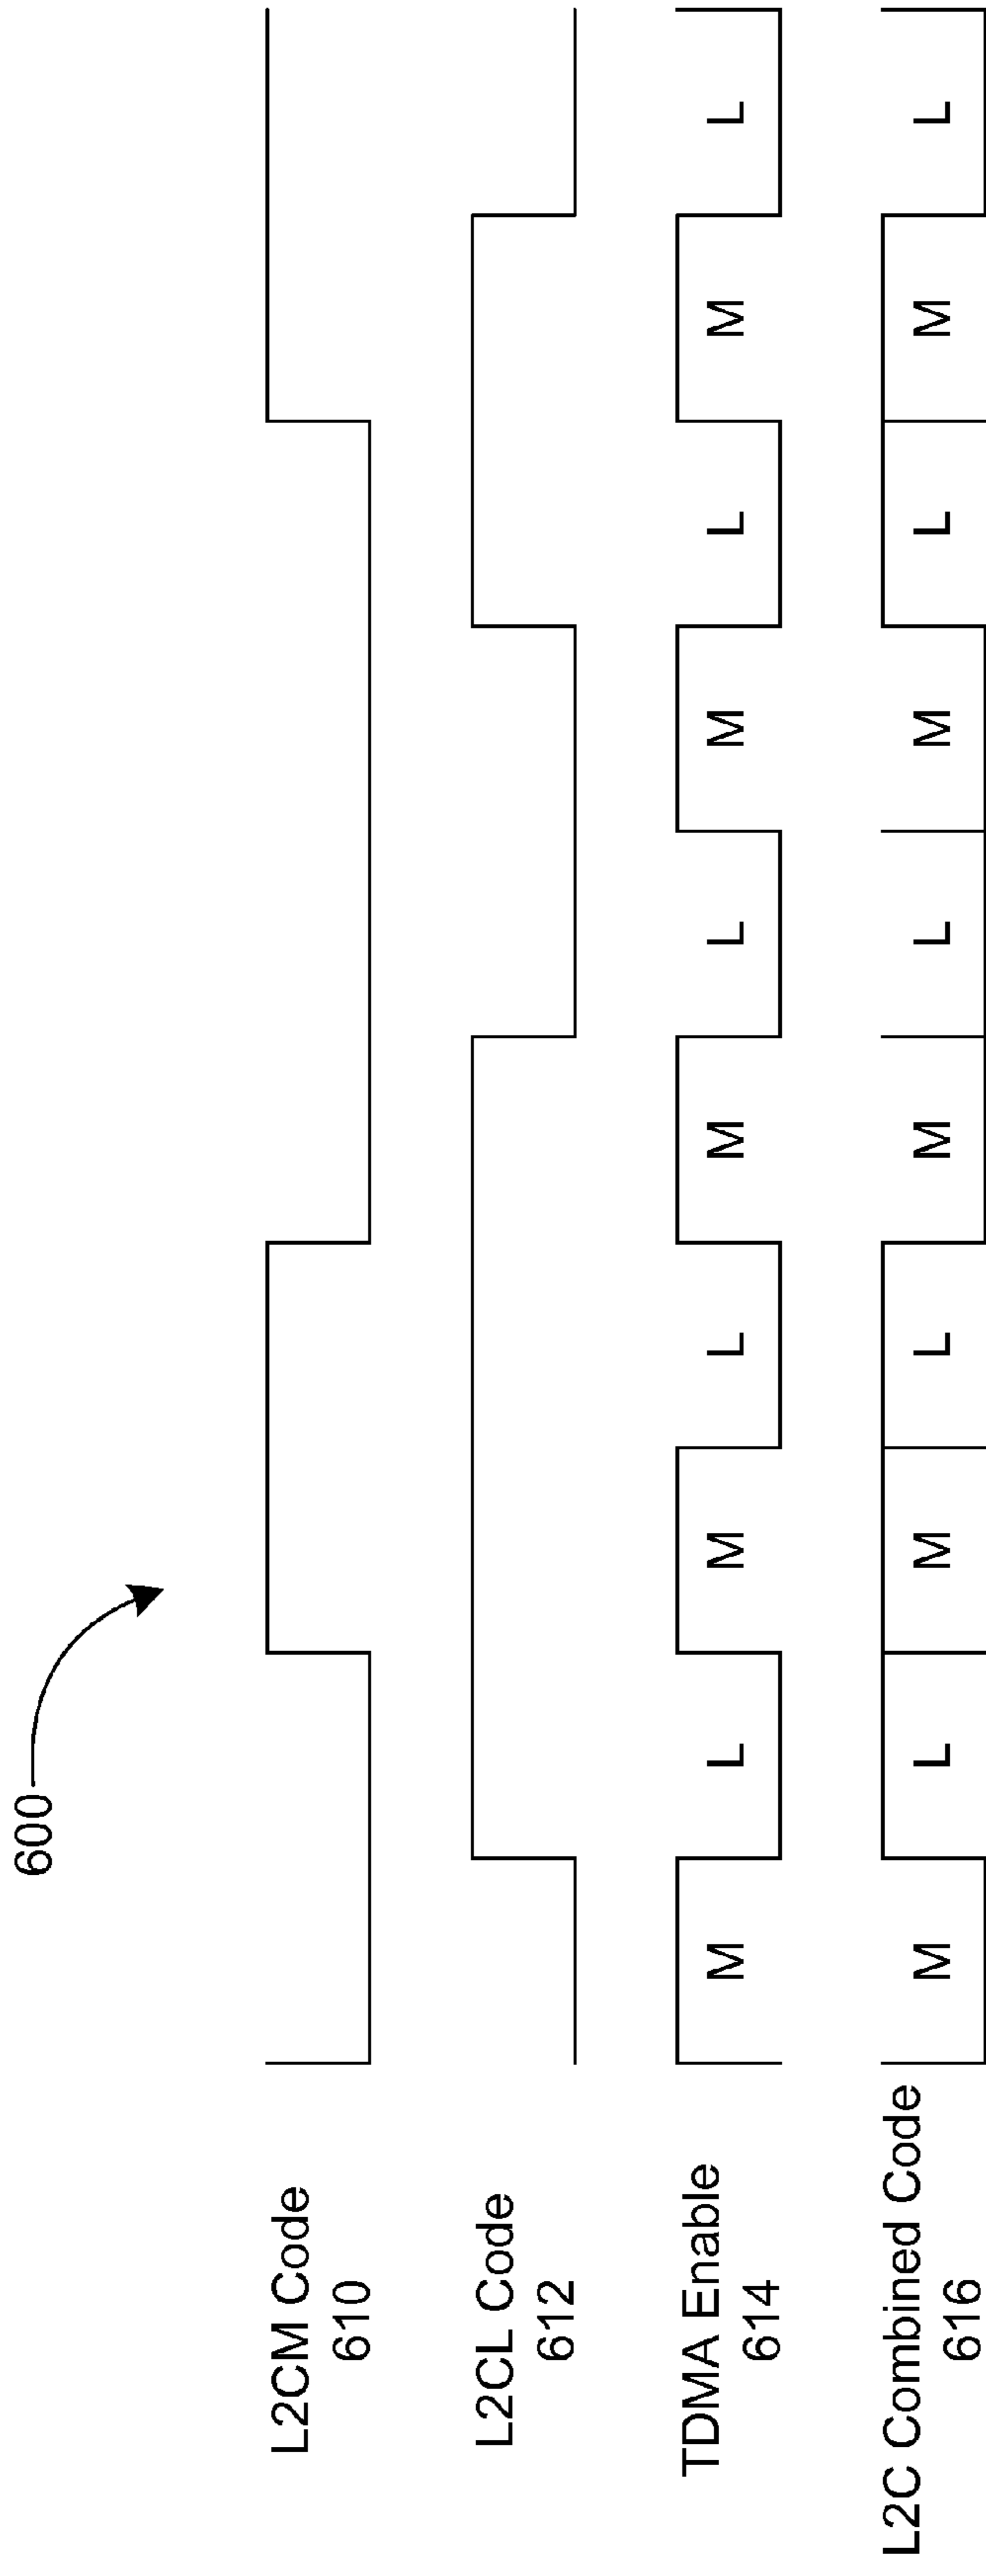 600
L2CM Code
610
L2CL Code
612
TDMA Enable
614
M L M L M L M L M L
L2C Combined Code
616
M L M L M L M L M L